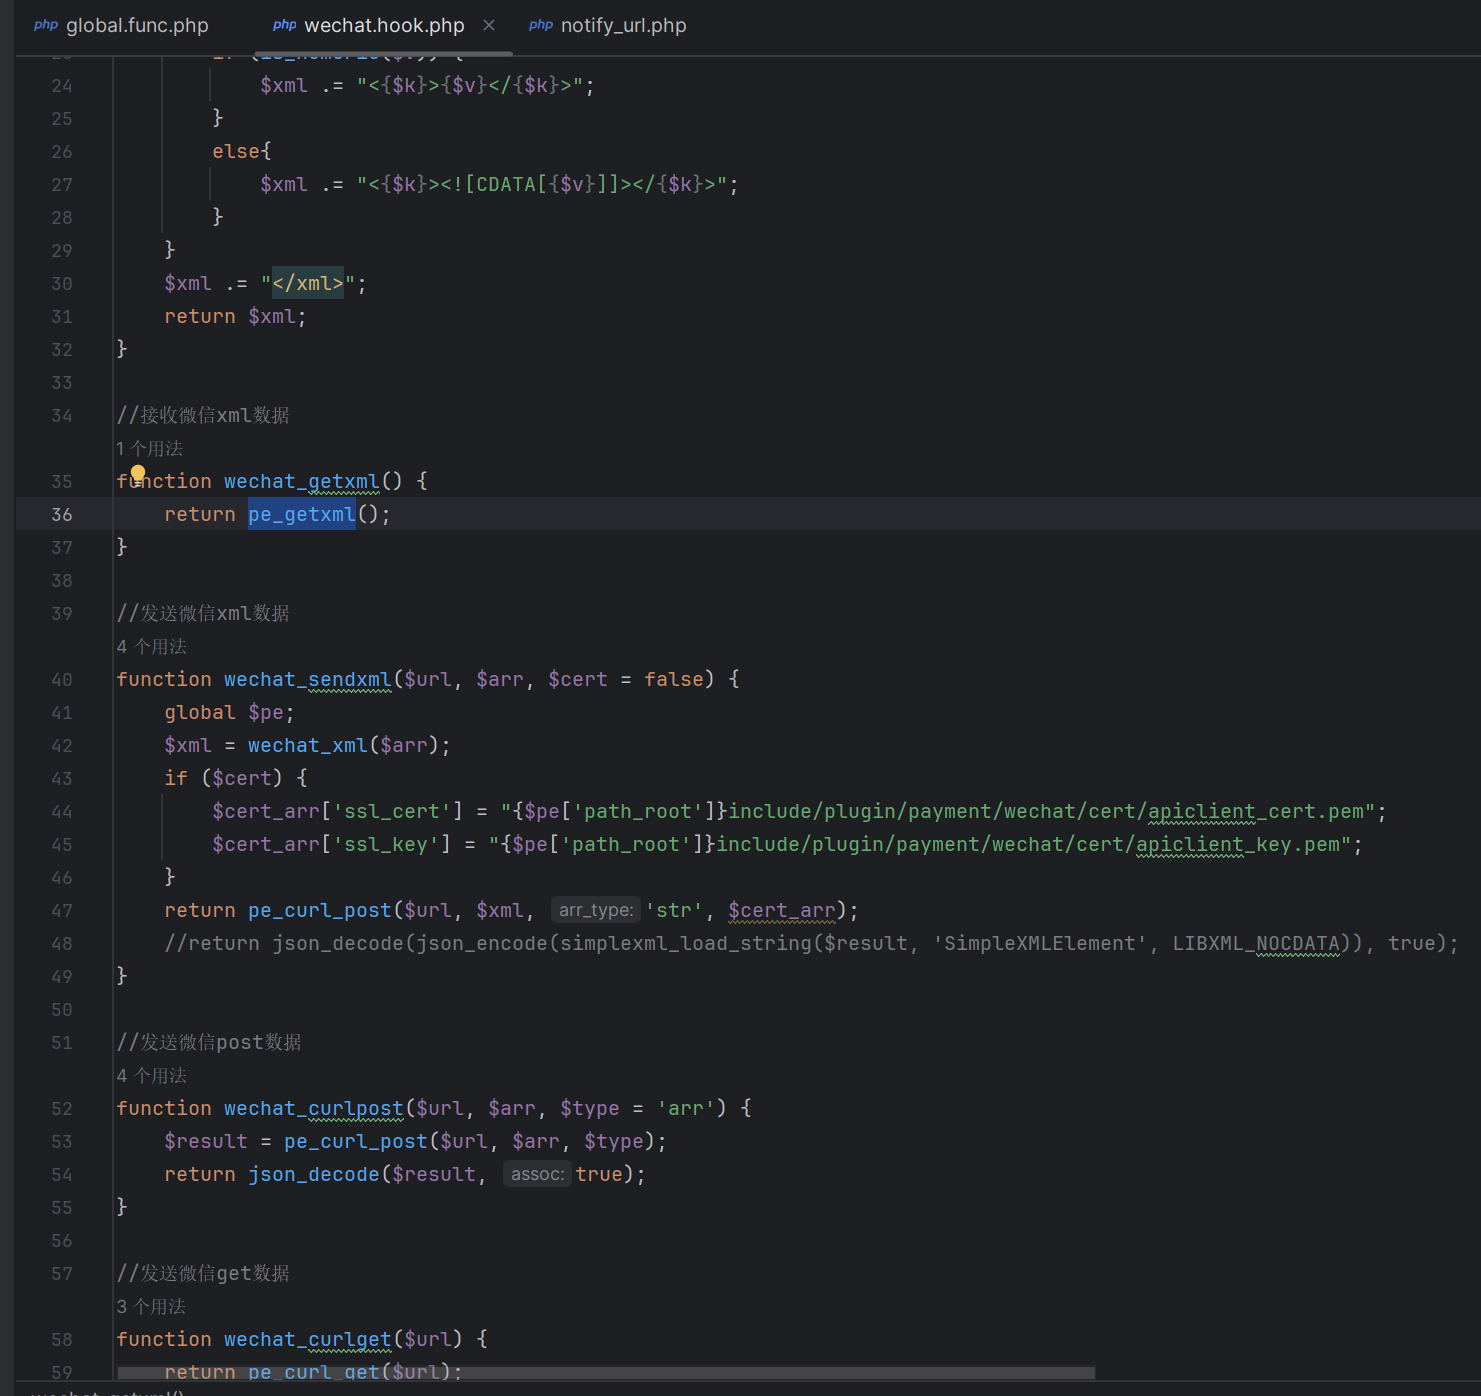 php global.func.php php wechat.hook.php × php notify_url.php
24 $xml .= "<{$k}>{$v}</{$k}>";
25 }
26 else{
27 $xml .= "<{$k}><![CDATA[{$v}]]></{$k}>";
28 }
29 }
30 $xml .= "</xml>";
31 return $xml;
32 }
33
34 //接收微信xml数据
1 个用法
35 function wechat_getxml() {
36 return pe_getxml();
37 }
38
39 //发送微信xml数据
4 个用法
40 function wechat_sendxml($url, $arr, $cert = false) {
41 global $pe;
42 $xml = wechat_xml($arr);
43 if ($cert) {
44 $cert_arr['ssl_cert'] = "{$pe['path_root']}include/plugin/payment/wechat/cert/apiclient_cert.pem";
45 $cert_arr['ssl_key'] = "{$pe['path_root']}include/plugin/payment/wechat/cert/apiclient_key.pem";
46 }
47 return pe_curl_post($url, $xml, arr_type: 'str', $cert_arr);
48 //return json_decode(json_encode(simplexml_load_string($result, 'SimpleXMLElement', LIBXML_NOCDATA)), true);
49 }
50
51 //发送微信post数据
4 个用法
52 function wechat_curlpost($url, $arr, $type = 'arr') {
53 $result = pe_curl_post($url, $arr, $type);
54 return json_decode($result, assoc: true);
55 }
56
57 //发送微信get数据
3 个用法
58 function wechat_curlget($url) {
59 return pe_curl_get($url);